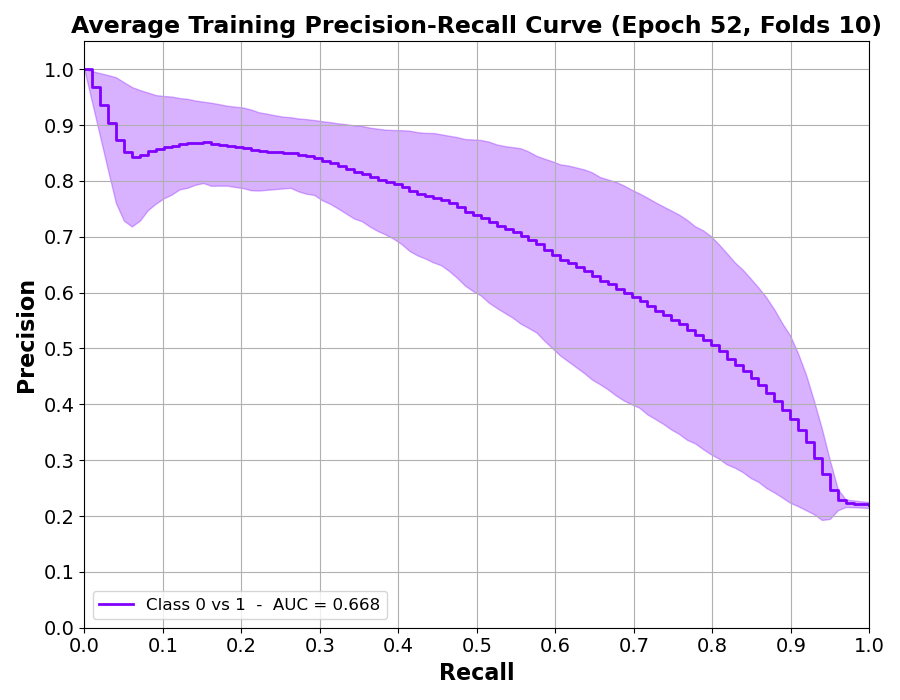 Average Training Precision-Recall Curve (Epoch 52, Folds 10)
1.0
0.9
0.8
0.7
0.6
0.5
0.4
0.3
0.2
0.1
0.0
Precision
Class 0 vs 1  -  AUC = 0.668
0.0 0.1 0.2 0.3 0.4 0.5 0.6 0.7 0.8 0.9 1.0
Recall